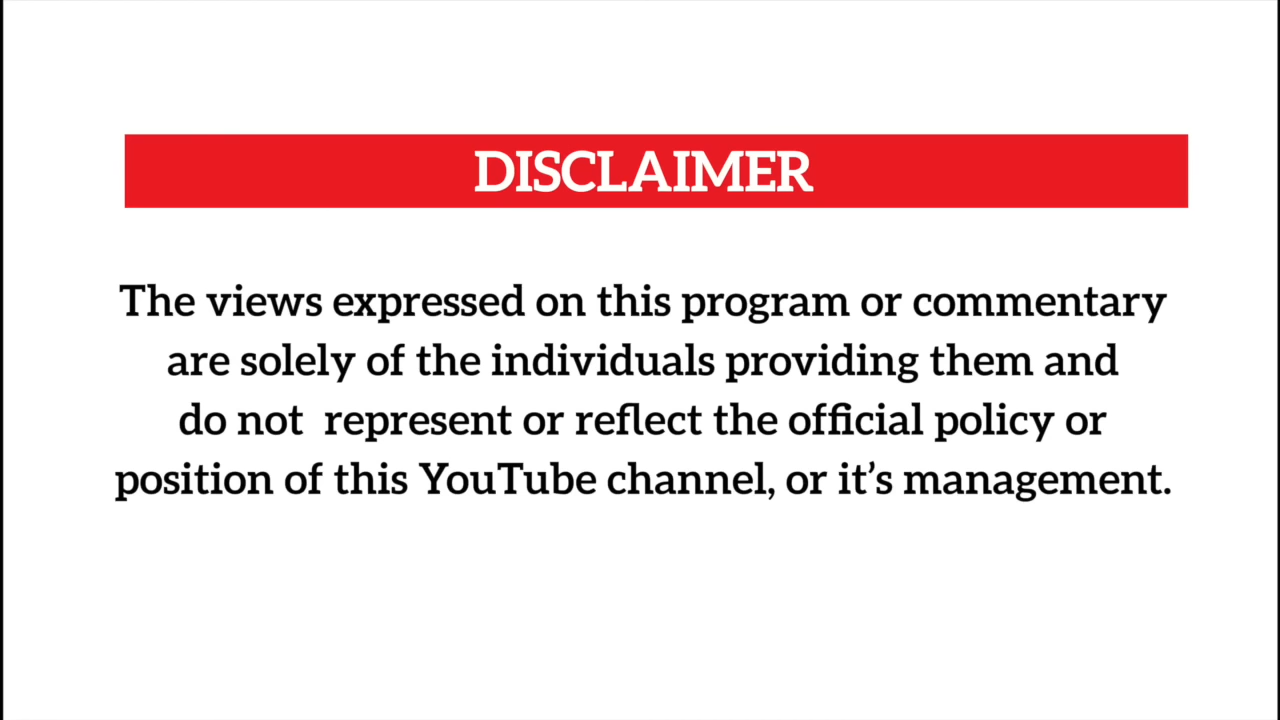 DISCLAIMER
The views expressed on this program or commentary
are solely of the individuals providing them and
do not  represent or reflect the official policy or
position of this YouTube channel, or it’s management.